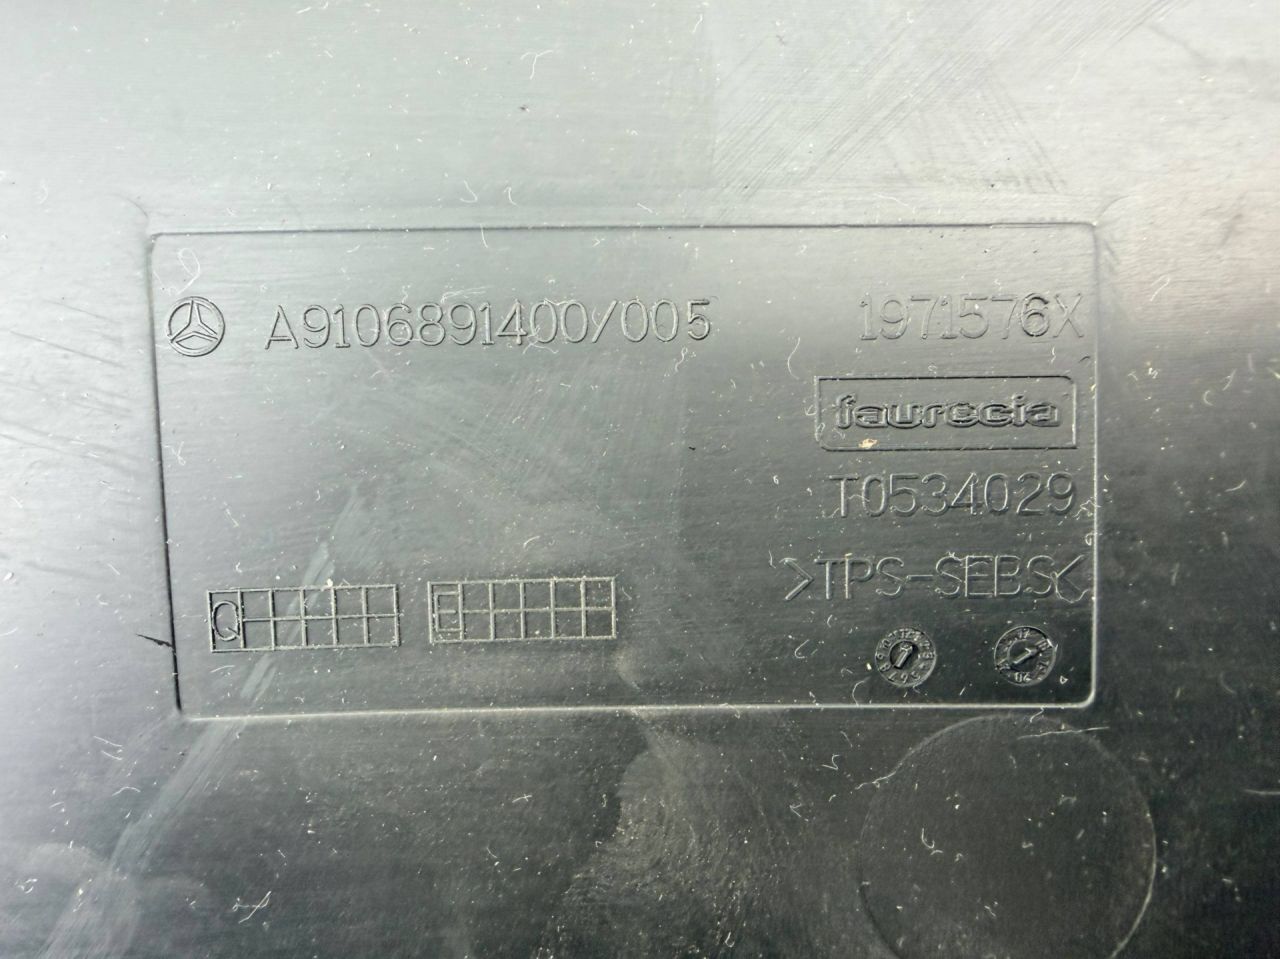 A9106891400/005 1971576X
faurecia
T0534029
>TPS-SEBS<
Q E